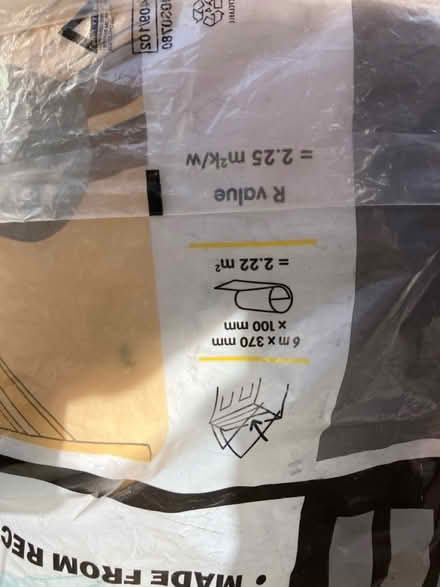 • MADE FROM REC
6 m x 370 mm
x 100 mm
= 2.22 m²
R value
= 2.25 m²k/w